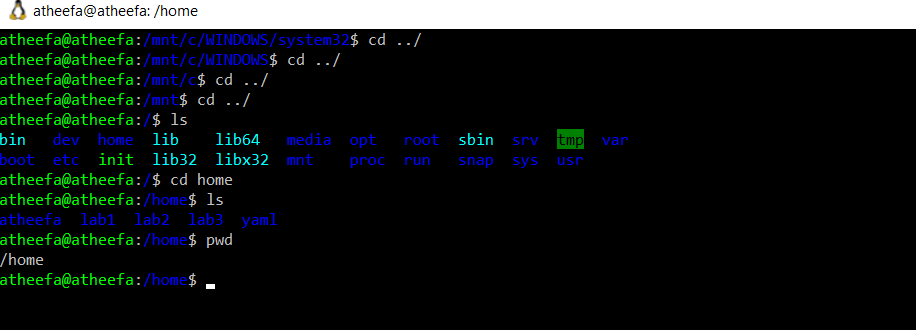 atheefa@atheefa: /home
atheefa@atheefa:/mnt/c/WINDOWS/system32$ cd ../
atheefa@atheefa:/mnt/c/WINDOWS$ cd ../
atheefa@atheefa:/mnt/c$ cd ../
atheefa@atheefa:/mnt$ cd ../
atheefa@atheefa:/$ ls
bin   dev  home  lib    lib64   media  opt   root  sbin  srv  tmp  var
boot  etc  init  lib32  libx32  mnt    proc  run   snap  sys  usr
atheefa@atheefa:/$ cd home
atheefa@atheefa:/home$ ls
atheefa  lab1  lab2  lab3  yaml
atheefa@atheefa:/home$ pwd
/home
atheefa@atheefa:/home$